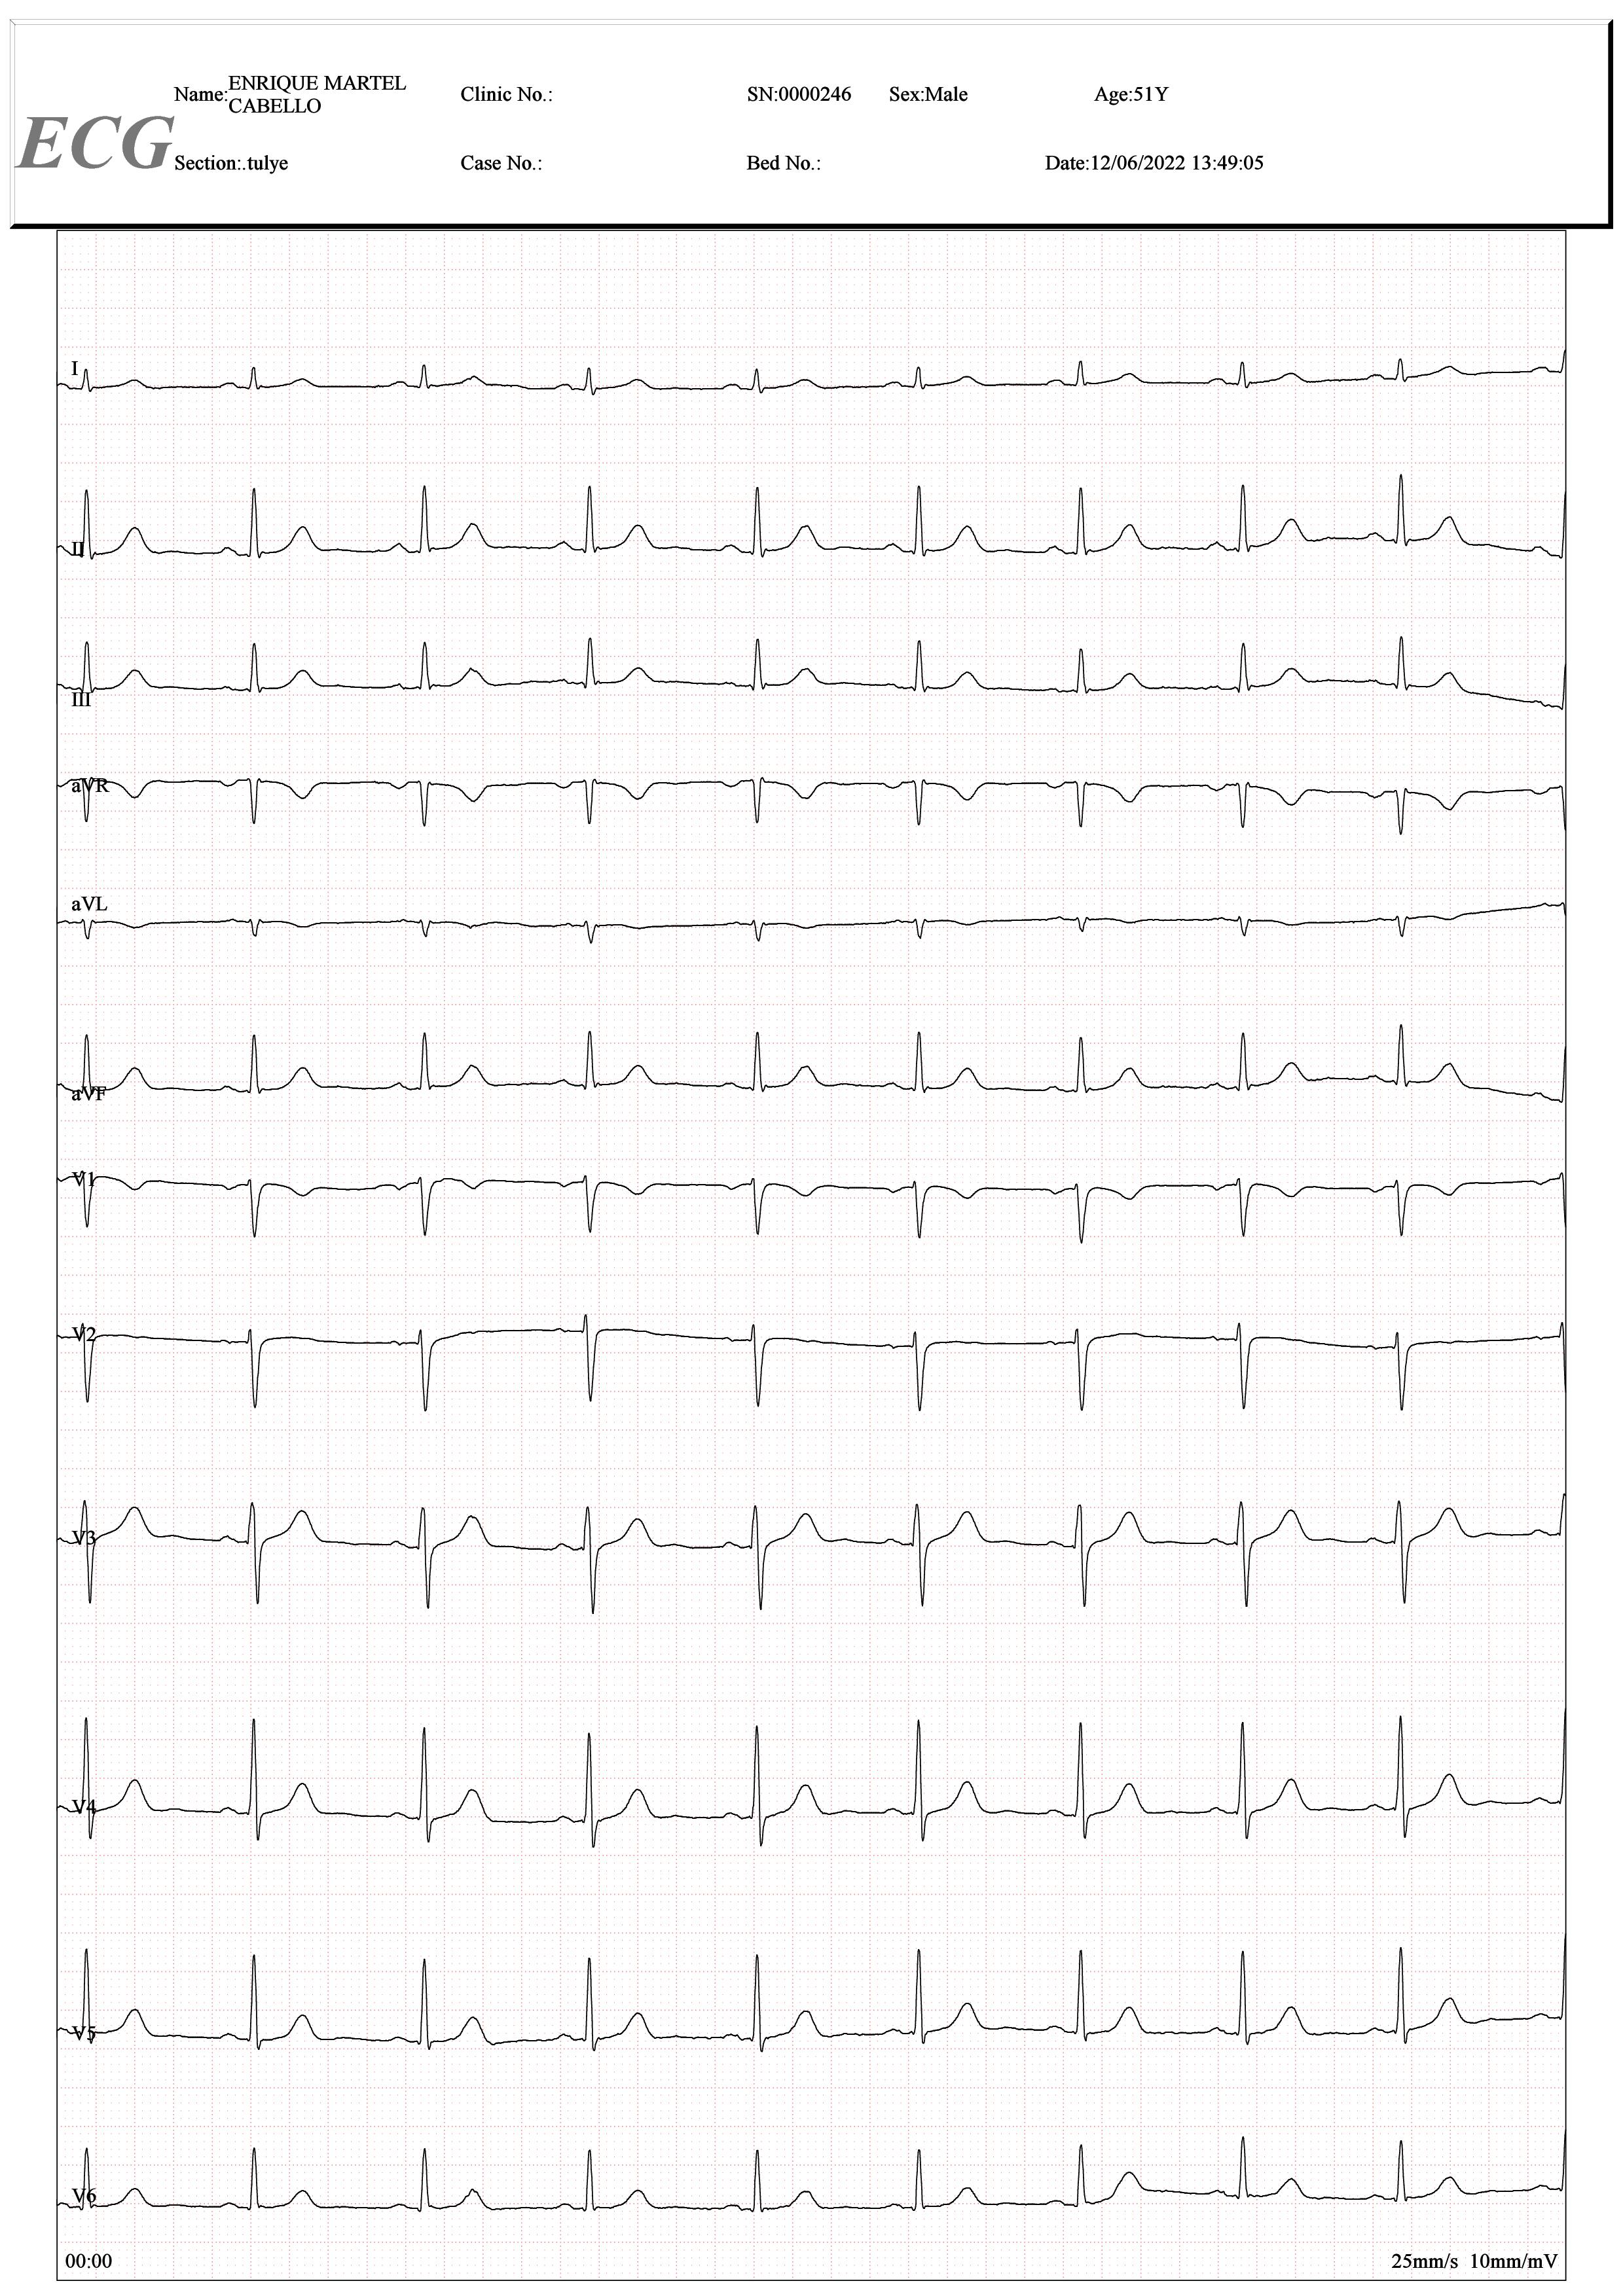 ECG
Name:ENRIQUE MARTEL CABELLO Clinic No.: SN:0000246 Sex:Male Age:51Y
Section:.tulye Case No.: Bed No.: Date:12/06/2022 13:49:05
I
II
III
aVR
aVL
aVF
V1
V2
V3
V4
V5
V6
00:00 25mm/s 10mm/mV